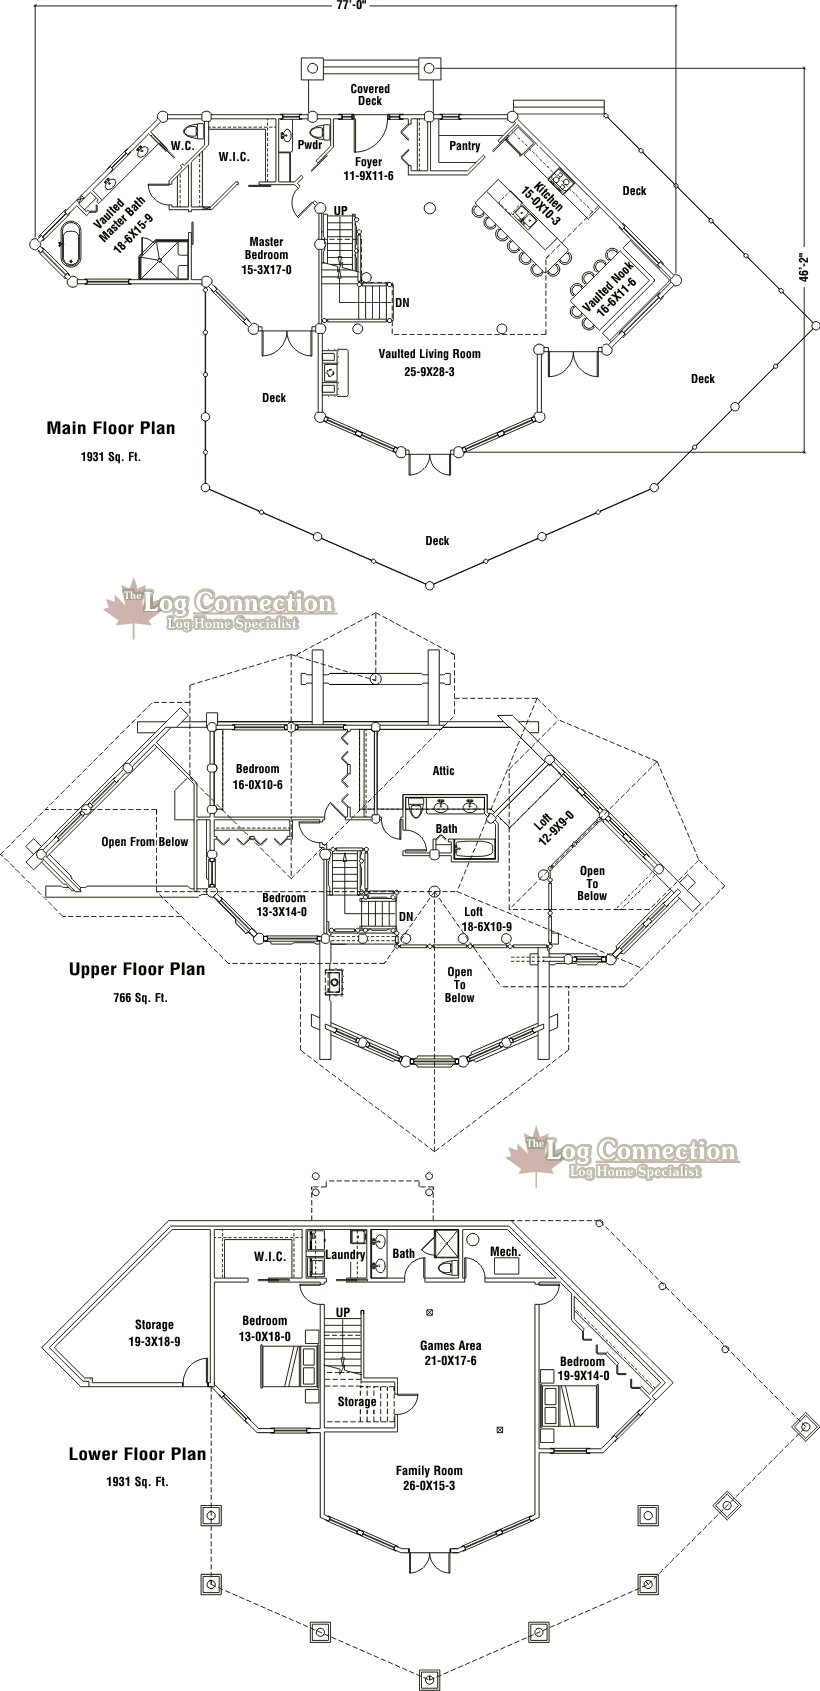 77'-0"
Covered
Deck
W.C.
W.I.C.
Pwdr
Foyer
11-9X11-6
Pantry
Kitchen
15-0X10-3
Deck
Vaulted
Master Bath
18-6X15-9
UP
Master
Bedroom
15-3X17-0
46'-2"
Vaulted Nook
16-6X11-6
DN
Vaulted Living Room
25-9X28-3
Deck
Deck
Main Floor Plan
1931 Sq. Ft.
Deck
The Log Connection
Log Home Specialist
Bedroom
16-0X10-6
Attic
Loft
12-9X9-0
Bath
Open From Below
Open
To
Below
Bedroom
13-3X14-0
DN
Loft
18-6X10-9
Upper Floor Plan
766 Sq. Ft.
Open
To
Below
The Log Connection
Log Home Specialist
W.I.C.
Laundry
Bath
Mech.
Storage
19-3X18-9
Bedroom
13-0X18-0
UP
Games Area
21-0X17-6
Bedroom
19-9X14-0
Storage
Lower Floor Plan
1931 Sq. Ft.
Family Room
26-0X15-3